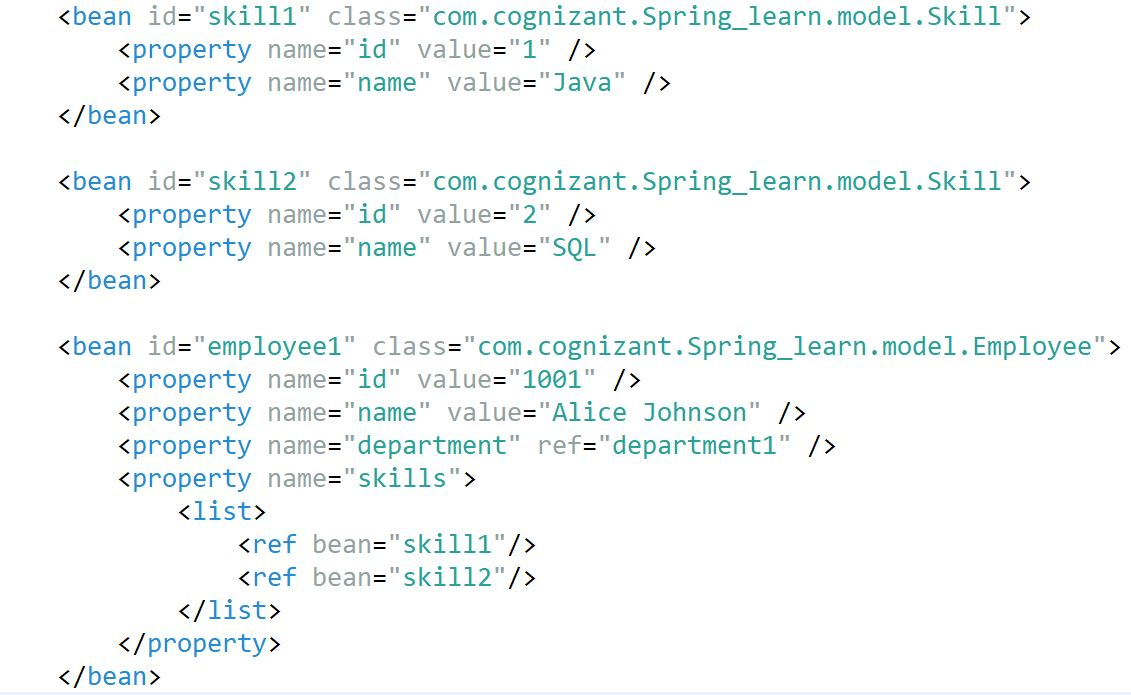 <bean id="skill1" class="com.cognizant.Spring_learn.model.Skill">
    <property name="id" value="1" />
    <property name="name" value="Java" />
</bean>

<bean id="skill2" class="com.cognizant.Spring_learn.model.Skill">
    <property name="id" value="2" />
    <property name="name" value="SQL" />
</bean>

<bean id="employee1" class="com.cognizant.Spring_learn.model.Employee">
    <property name="id" value="1001" />
    <property name="name" value="Alice Johnson" />
    <property name="department" ref="department1" />
    <property name="skills">
        <list>
            <ref bean="skill1"/>
            <ref bean="skill2"/>
        </list>
    </property>
</bean>